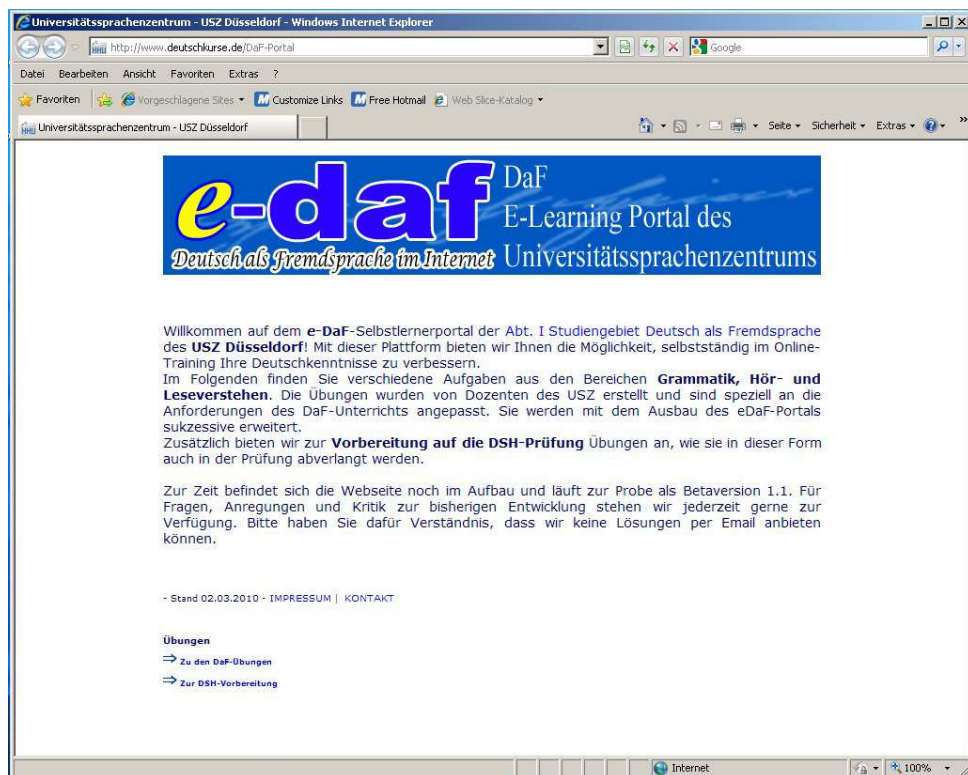 Universitätssprachenzentrum - USZ Düsseldorf - Windows Internet Explorer
http://www.deutschkurse.de/DaF-Portal
Google
Datei Bearbeiten Ansicht Favoriten Extras ?
Favoriten Vorgeschlagene Sites Customize Links Free Hotmail Web Slice-Katalog
Universitätssprachenzentrum - USZ Düsseldorf
Seite Sicherheit Extras
e-daf
Deutsch als Fremdsprache im Internet
DaF
E-Learning Portal des
Universitätssprachenzentrums
Willkommen auf dem e-DaF-Selbstlernerportal der Abt. I Studiengebiet Deutsch als Fremdsprache
des USZ Düsseldorf! Mit dieser Plattform bieten wir Ihnen die Möglichkeit, selbstständig im Online-
Training Ihre Deutschkenntnisse zu verbessern.
Im Folgenden finden Sie verschiedene Aufgaben aus den Bereichen Grammatik, Hör- und
Leseverstehen. Die Übungen wurden von Dozenten des USZ erstellt und sind speziell an die
Anforderungen des DaF-Unterrichts angepasst. Sie werden mit dem Ausbau des eDaF-Portals
sukzessive erweitert.
Zusätzlich bieten wir zur Vorbereitung auf die DSH-Prüfung Übungen an, wie sie in dieser Form
auch in der Prüfung abverlangt werden.
Zur Zeit befindet sich die Webseite noch im Aufbau und läuft zur Probe als Betaversion 1.1. Für
Fragen, Anregungen und Kritik zur bisherigen Entwicklung stehen wir jederzeit gerne zur
Verfügung. Bitte haben Sie dafür Verständnis, dass wir keine Lösungen per Email anbieten
können.
- Stand 02.03.2010 - IMPRESSUM | KONTAKT
Übungen
⇒ Zu den DaF-Übungen
⇒ Zur DSH-Vorbereitung
Internet
100%